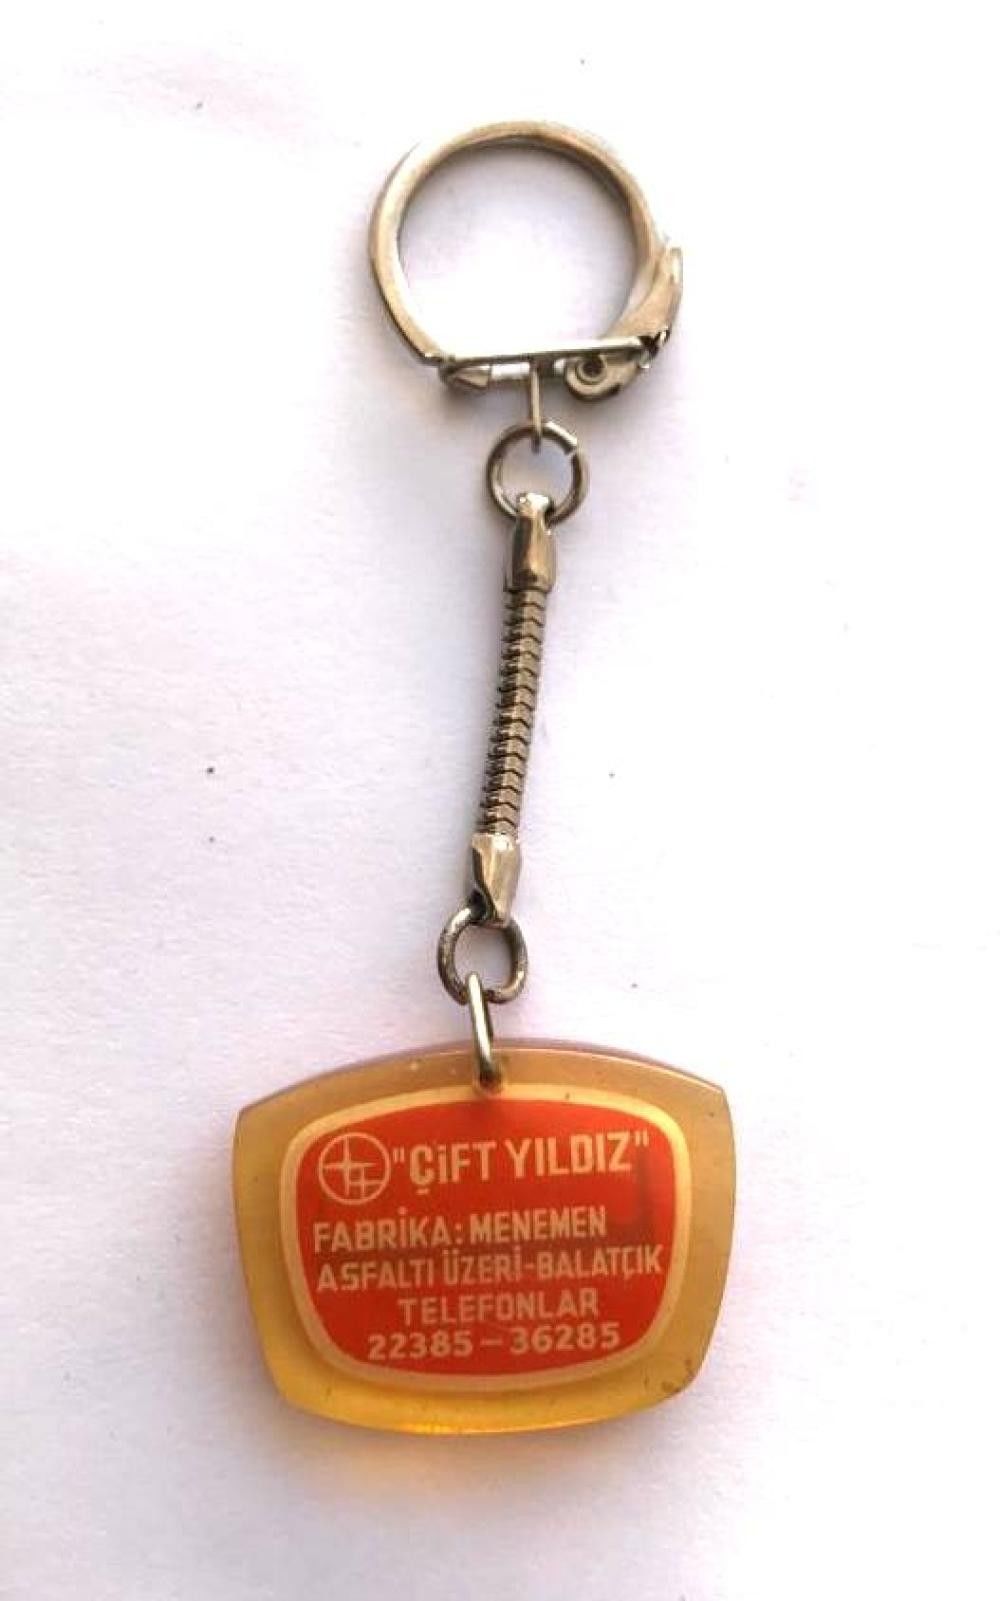 "ÇİFT YILDIZ"
FABRİKA: MENEMEN
ASFALTI ÜZERİ-BALATÇIK
TELEFONLAR
22385-36285